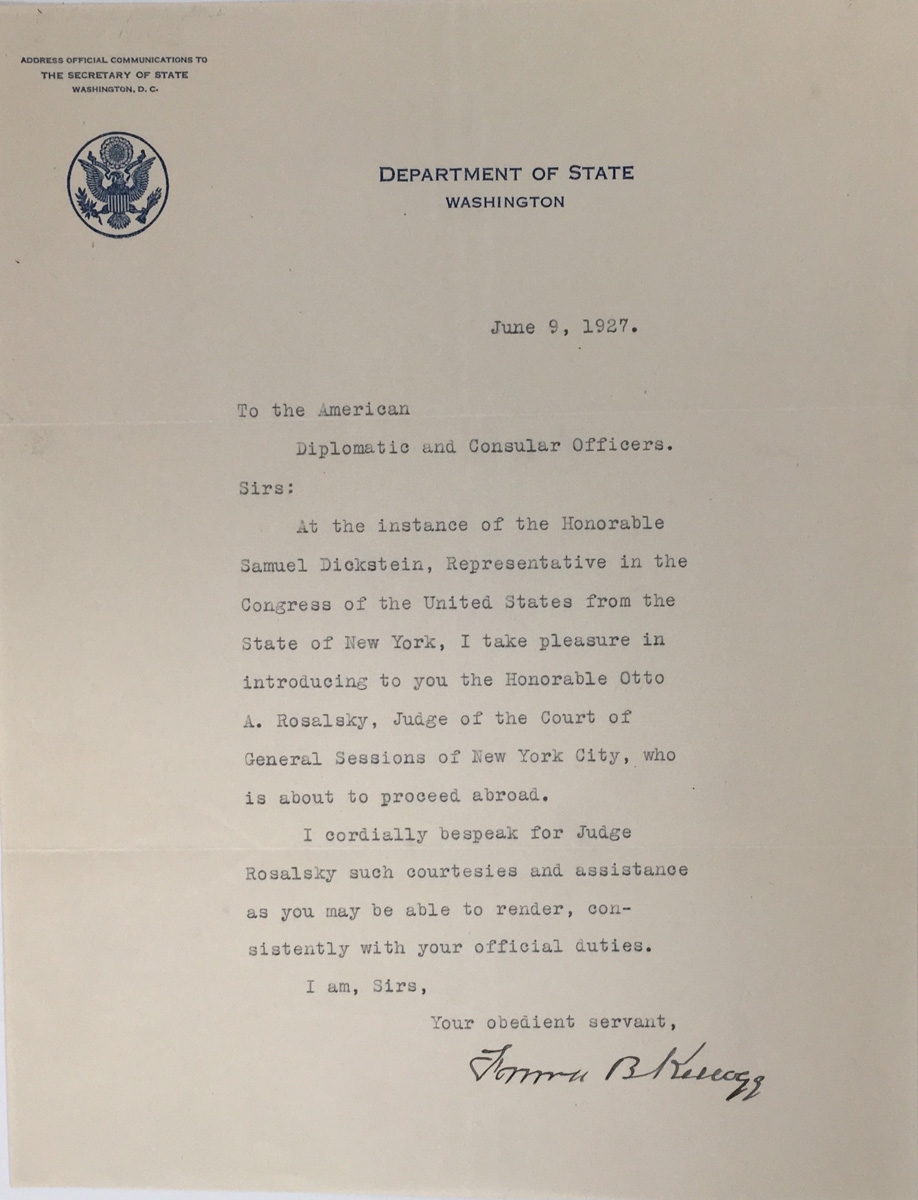 ADDRESS OFFICIAL COMMUNICATIONS TO
THE SECRETARY OF STATE
WASHINGTON, D. C.
DEPARTMENT OF STATE
WASHINGTON
June 9, 1927.
To the American
Diplomatic and Consular Officers.
Sirs:
At the instance of the Honorable
Samuel Dickstein, Representative in the
Congress of the United States from the
State of New York, I take pleasure in
introducing to you the Honorable Otto
A. Rosalsky, Judge of the Court of
General Sessions of New York City, who
is about to proceed abroad.
I cordially bespeak for Judge
Rosalsky such courtesies and assistance
as you may be able to render, con-
sistently with your official duties.
I am, Sirs,
Your obedient servant,
B Kellogg